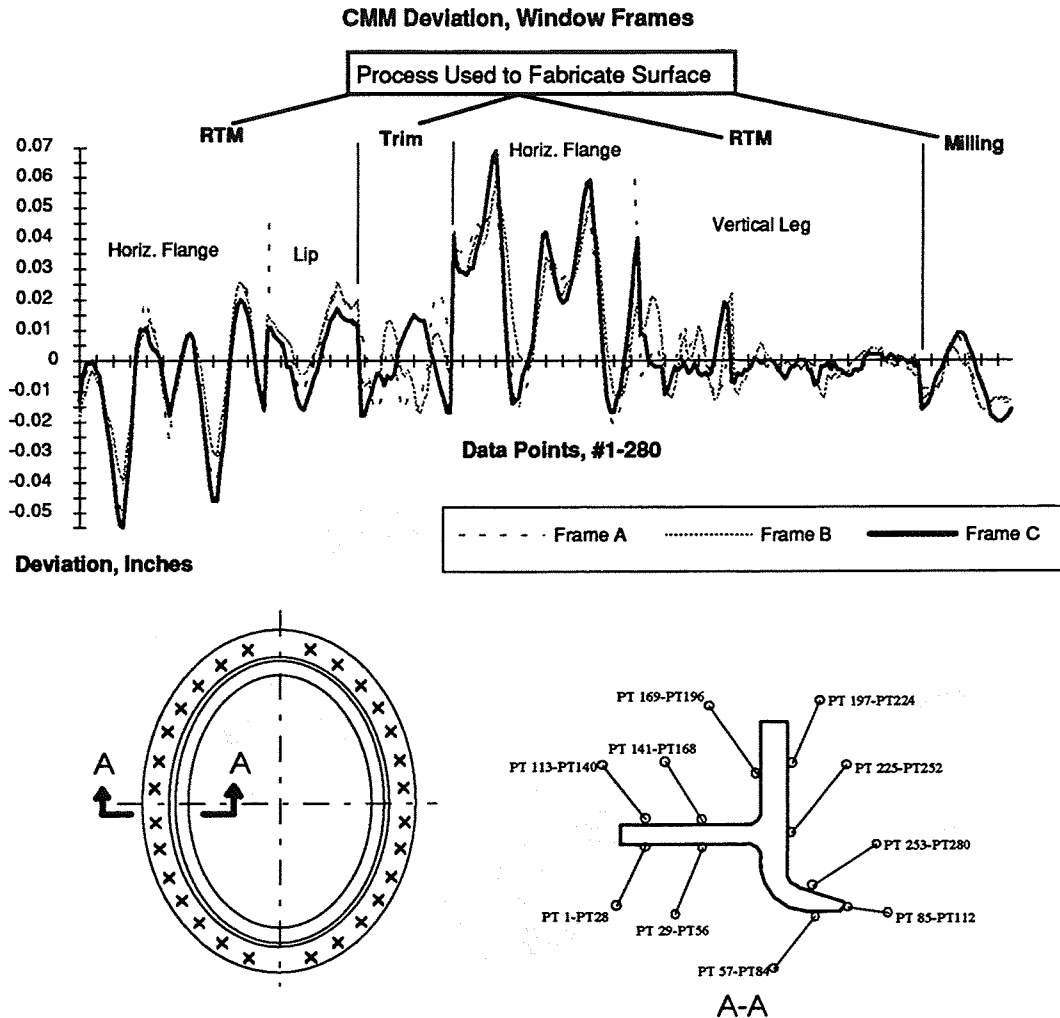 CMM Deviation, Window Frames
Process Used to Fabricate Surface
RTM Trim RTM Milling
Horiz. Flange
Vertical Leg
Horiz. Flange Lip
0.07
0.06
0.05
0.04
0.03
0.02
0.01
0
-0.01
-0.02
-0.03
-0.04
-0.05
Data Points, #1-280
Frame A Frame B Frame C
Deviation, Inches
A A
PT 169-PT196 PT 197-PT224
PT 141-PT168
PT 113-PT140 PT 225-PT252
PT 253-PT280
PT 1-PT28 PT 29-PT56 PT 85-PT112
PT 57-PT84
A-A